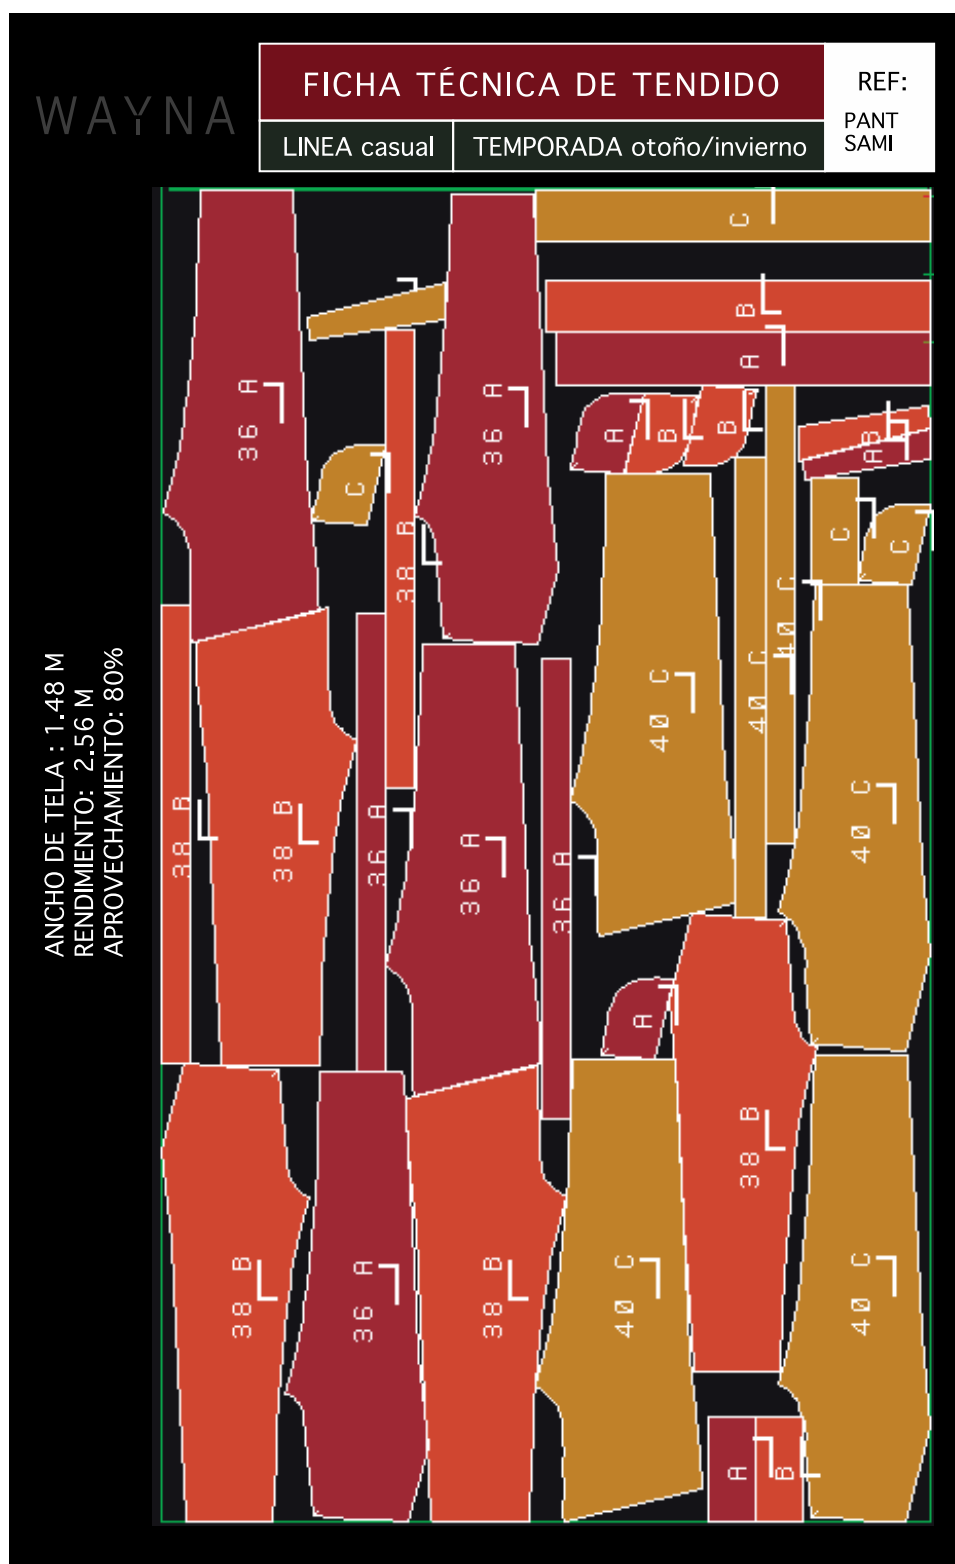 WAYNA
FICHA TÉCNICA DE TENDIDO
LINEA casual
TEMPORADA otoño/invierno
REF:
PANT
SAMI
ANCHO DE TELA : 1.48 M
RENDIMIENTO: 2.56 M
APROVECHAMIENTO: 80%
C
B
A
36 A
36 A
A
B
B
B
A
C
C
C
38 B
40 C
40 C
40 C
38 B
38 B
36 A
36 A
36 A
40 C
A
38 B
38 B
36 A
38 B
40 C
40 C
A
B